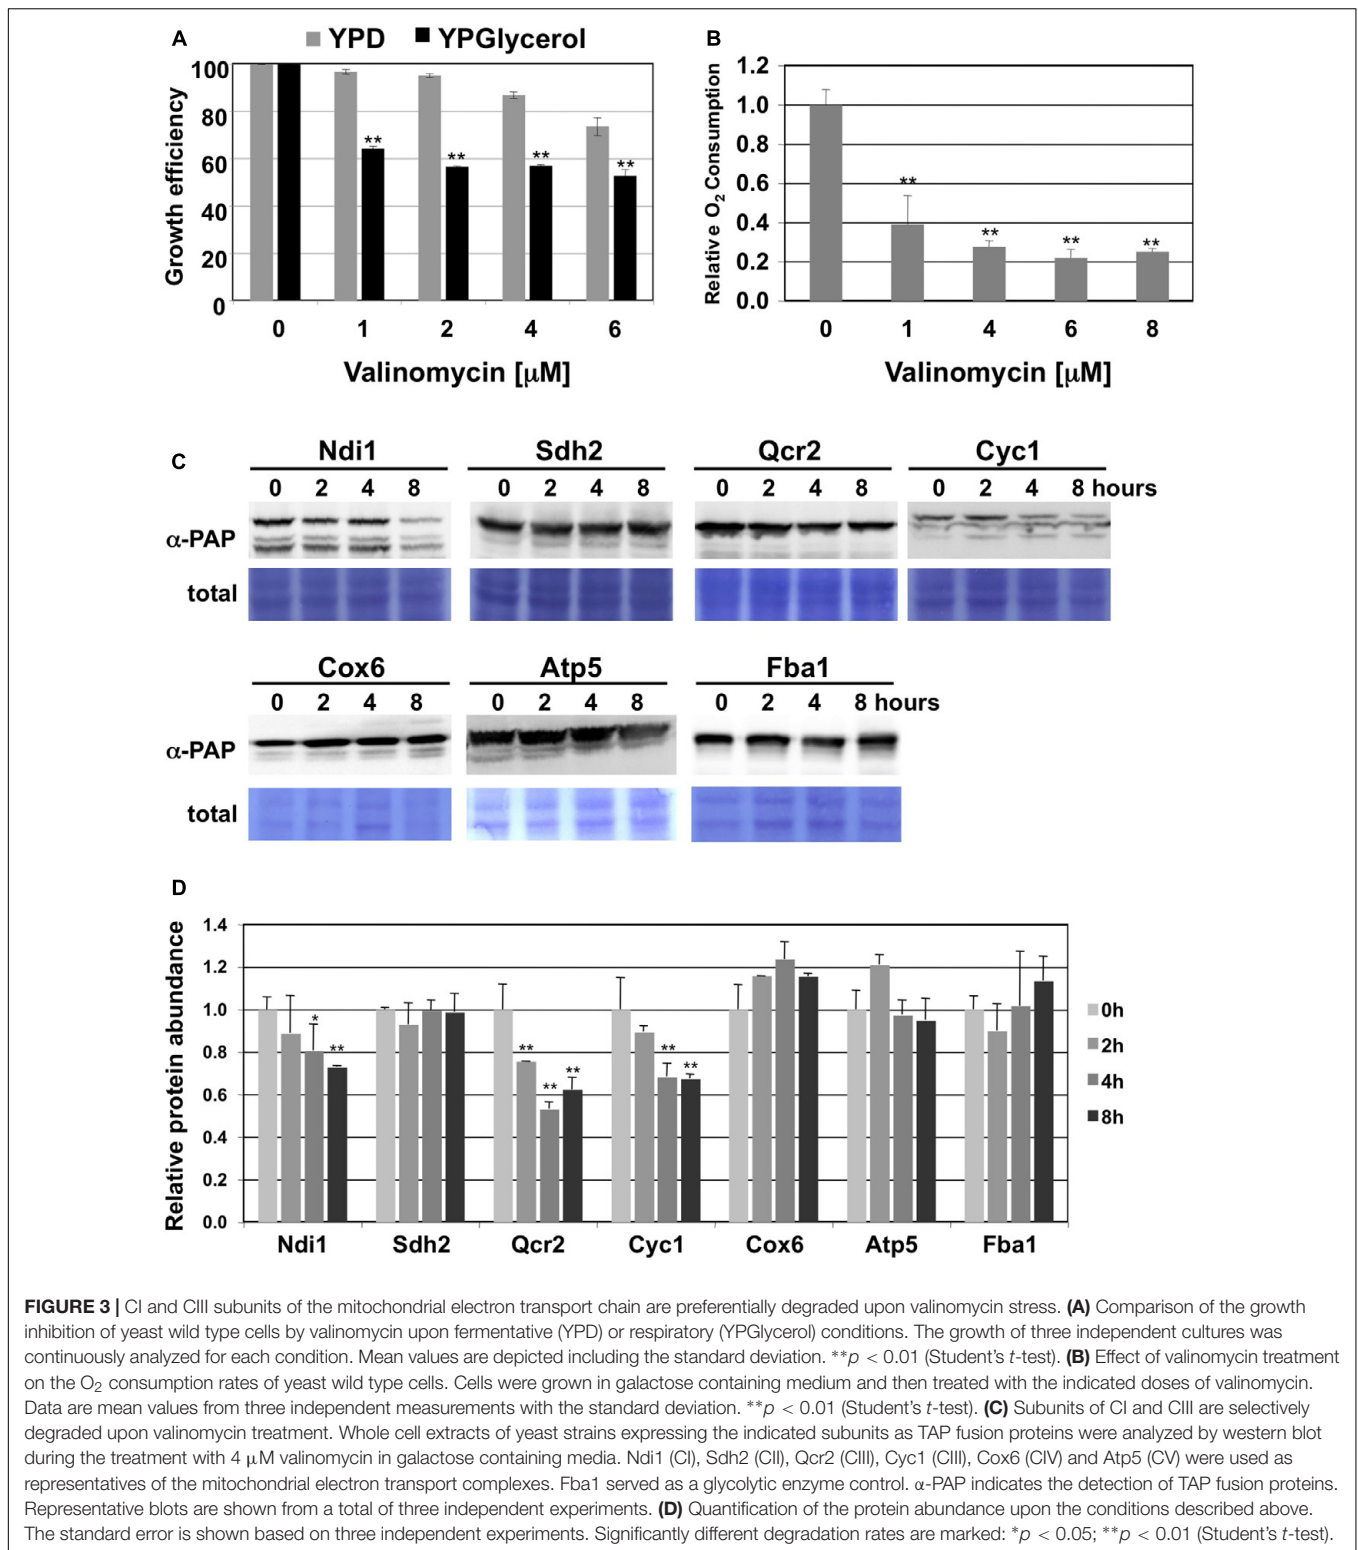 A
YPD YPGlycerol
Growth efficiency
100
80
60
40
20
0
**
**
**
**
0 1 2 4 6
Valinomycin [μM]
B
Relative O2 Consumption
1.2
1.0
0.8
0.6
0.4
0.2
0.0
**
**
**
**
0 1 4 6 8
Valinomycin [μM]
C
Ndi1 Sdh2 Qcr2 Cyc1
0 2 4 8 0 2 4 8 0 2 4 8 0 2 4 8 hours
α-PAP
total
Cox6 Atp5 Fba1
0 2 4 8 0 2 4 8 0 2 4 8 hours
α-PAP
total
D
Relative protein abundance
1.4
1.2
1.0
0.8
0.6
0.4
0.2
0.0
*
**
**
**
**
**
**
0h
2h
4h
8h
Ndi1 Sdh2 Qcr2 Cyc1 Cox6 Atp5 Fba1
FIGURE 3 | CI and CIII subunits of the mitochondrial electron transport chain are preferentially degraded upon valinomycin stress. (A) Comparison of the growth
inhibition of yeast wild type cells by valinomycin upon fermentative (YPD) or respiratory (YPGlycerol) conditions. The growth of three independent cultures was
continuously analyzed for each condition. Mean values are depicted including the standard deviation. **p < 0.01 (Student's t-test). (B) Effect of valinomycin treatment
on the O2 consumption rates of yeast wild type cells. Cells were grown in galactose containing medium and then treated with the indicated doses of valinomycin.
Data are mean values from three independent measurements with the standard deviation. **p < 0.01 (Student's t-test). (C) Subunits of CI and CIII are selectively
degraded upon valinomycin treatment. Whole cell extracts of yeast strains expressing the indicated subunits as TAP fusion proteins were analyzed by western blot
during the treatment with 4 μM valinomycin in galactose containing media. Ndi1 (CI), Sdh2 (CII), Qcr2 (CIII), Cyc1 (CIII), Cox6 (CIV) and Atp5 (CV) were used as
representatives of the mitochondrial electron transport complexes. Fba1 served as a glycolytic enzyme control. α-PAP indicates the detection of TAP fusion proteins.
Representative blots are shown from a total of three independent experiments. (D) Quantification of the protein abundance upon the conditions described above.
The standard error is shown based on three independent experiments. Significantly different degradation rates are marked: *p < 0.05; **p < 0.01 (Student's t-test).